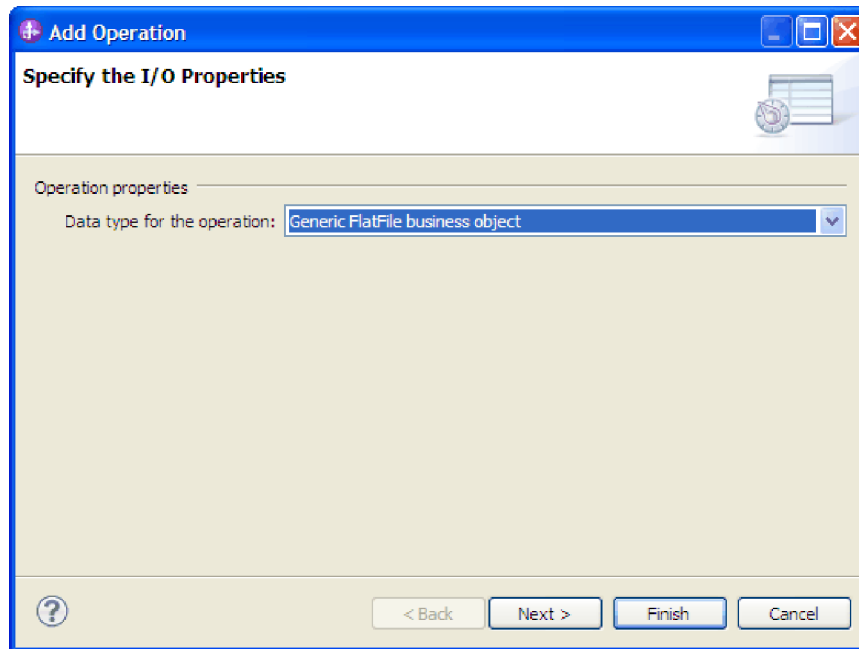 Add Operation
Specify the I/O Properties
Operation properties
Data type for the operation: Generic FlatFile business object
?
< Back Next > Finish Cancel